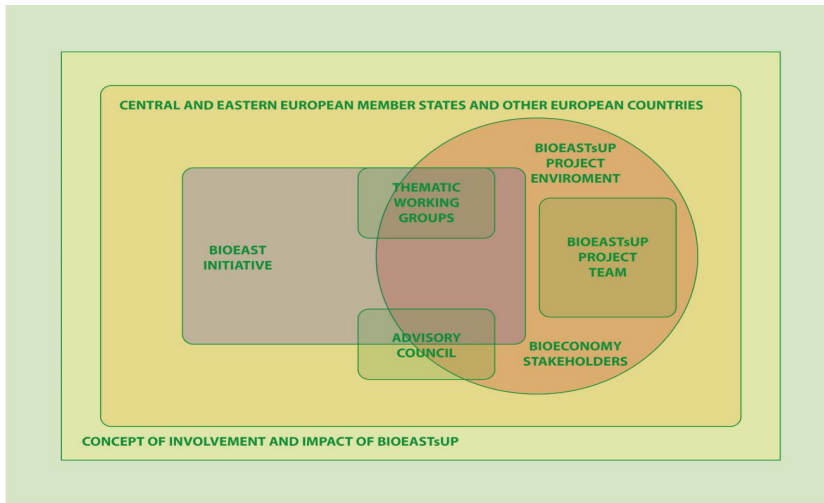 CENTRAL AND EASTERN EUROPEAN MEMBER STATES AND OTHER EUROPEAN COUNTRIES
BIOEASTsUP
PROJECT
ENVIROMENT
THEMATIC
WORKING
GROUPS
BIOEAST
INITIATIVE
BIOEASTsUP
PROJECT
TEAM
ADVISORY
COUNCIL
BIOECONOMY
STAKEHOLDERS
CONCEPT OF INVOLVEMENT AND IMPACT OF BIOEASTsUP